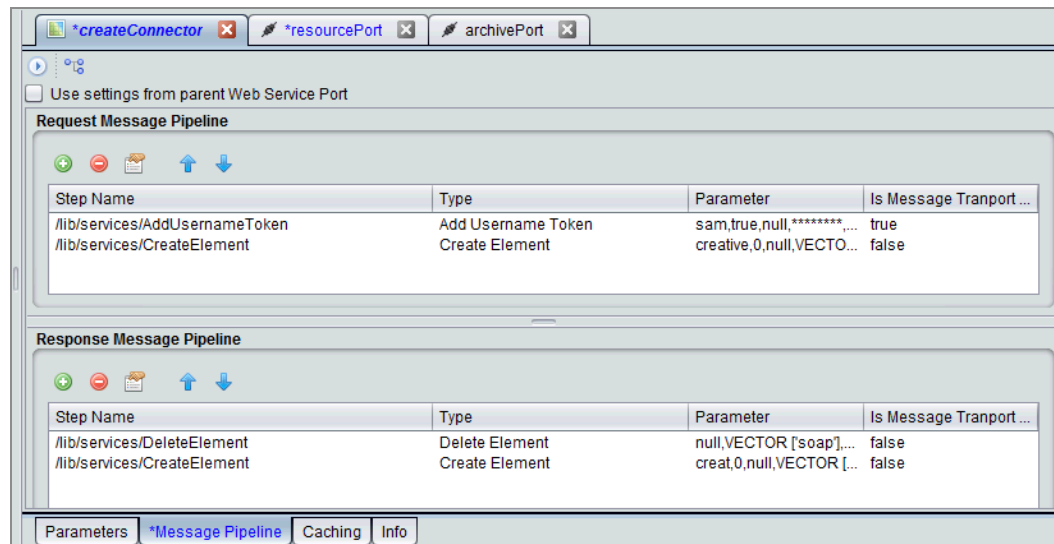 *createConnector *resourcePort archivePort
Use settings from parent Web Service Port
Request Message Pipeline
Step Name Type Parameter Is Message Tranport ...
/lib/services/AddUsernameToken Add Username Token sam,true,null,********,... true
/lib/services/CreateElement Create Element creative,0,null,VECTO... false
Response Message Pipeline
Step Name Type Parameter Is Message Tranport ...
/lib/services/DeleteElement Delete Element null,VECTOR ['soap'],... false
/lib/services/CreateElement Create Element creat,0,null,VECTOR [... false
Parameters *Message Pipeline Caching Info